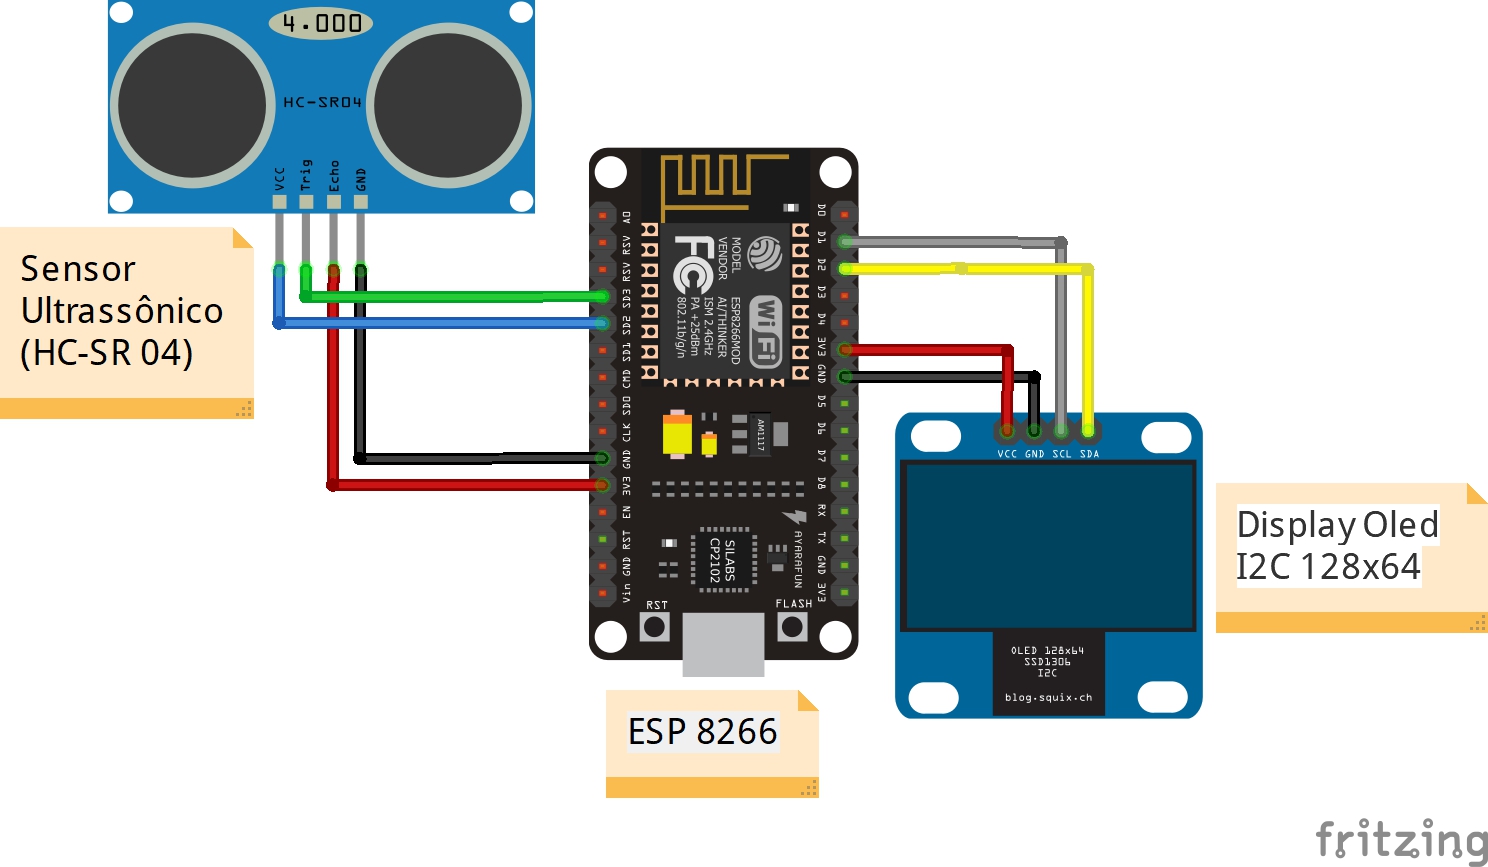 4.000
HC-SR04
VCC
Trig
Echo
GND
Sensor
Ultrassônico
(HC-SR 04)
A0
RSV
RSV
SD3
SD2
SD1
CMD
SD0
CLK
GND
3V3
EN
RST
GND
Vin
D0
D1
D2
D3
D4
3V3
GND
D5
D6
D7
D8
RX
TX
GND
3V3
MODEL
VENDOR
ESP8266MOD
AI/THINKER
ISM 2.4GHz
PA +25dBm
802.11b/g/n
FC
Wi Fi
AM1117
SILABS
CP2102
AYARAFUN
RST
FLASH
VCC GND SCL SDA
OLED 128x64
SSD1306
I2C
blog.squix.ch
Display Oled
I2C 128x64
ESP 8266
fritzing